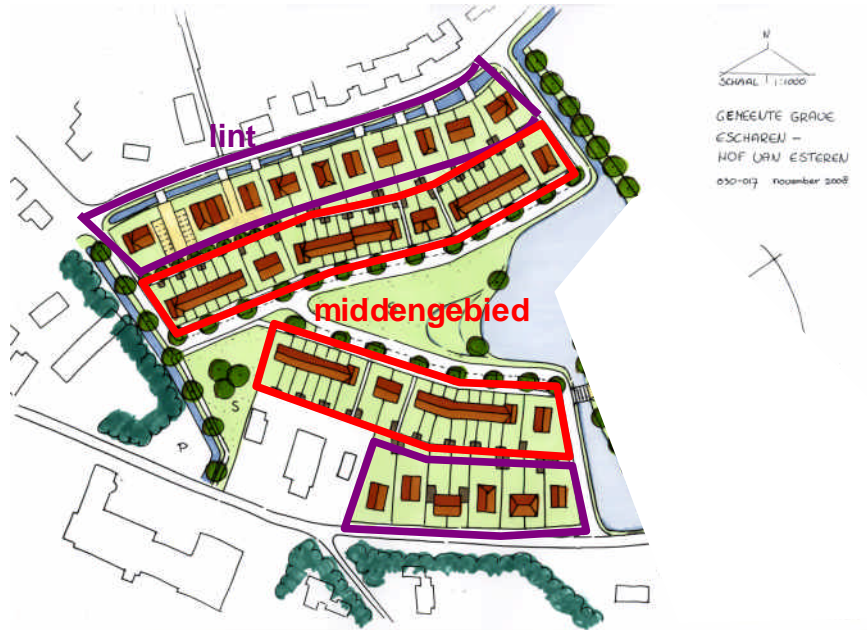 N
SCHAAL 1:1000
GEMEENTE GRAVE
ESCHAREN –
HOF VAN ESTEREN
030-017 november 2008
lint
middengebied
S
P